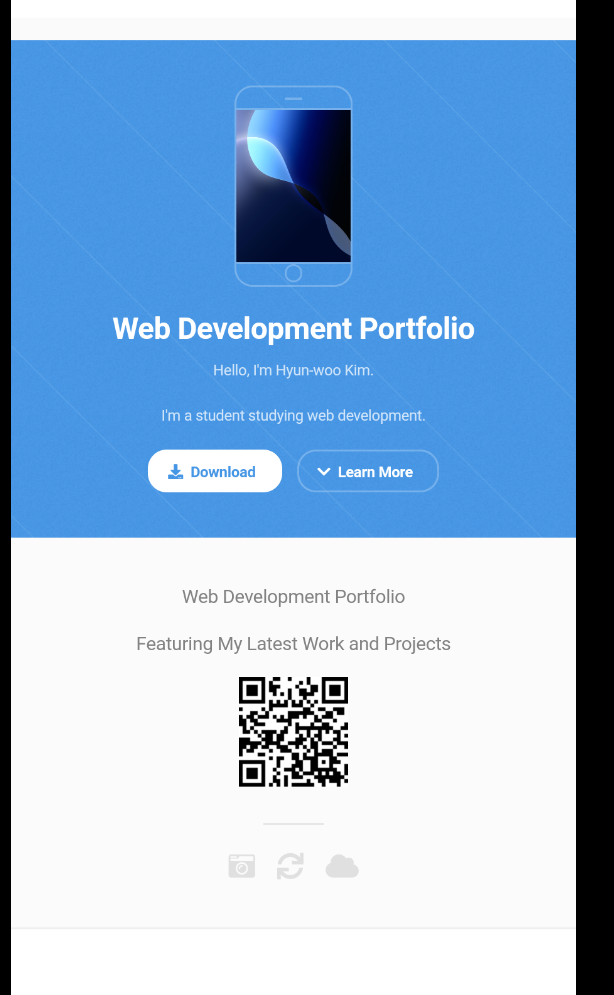 Web Development Portfolio
Hello, I'm Hyun-woo Kim.
I'm a student studying web development.
Download
Learn More
Web Development Portfolio
Featuring My Latest Work and Projects